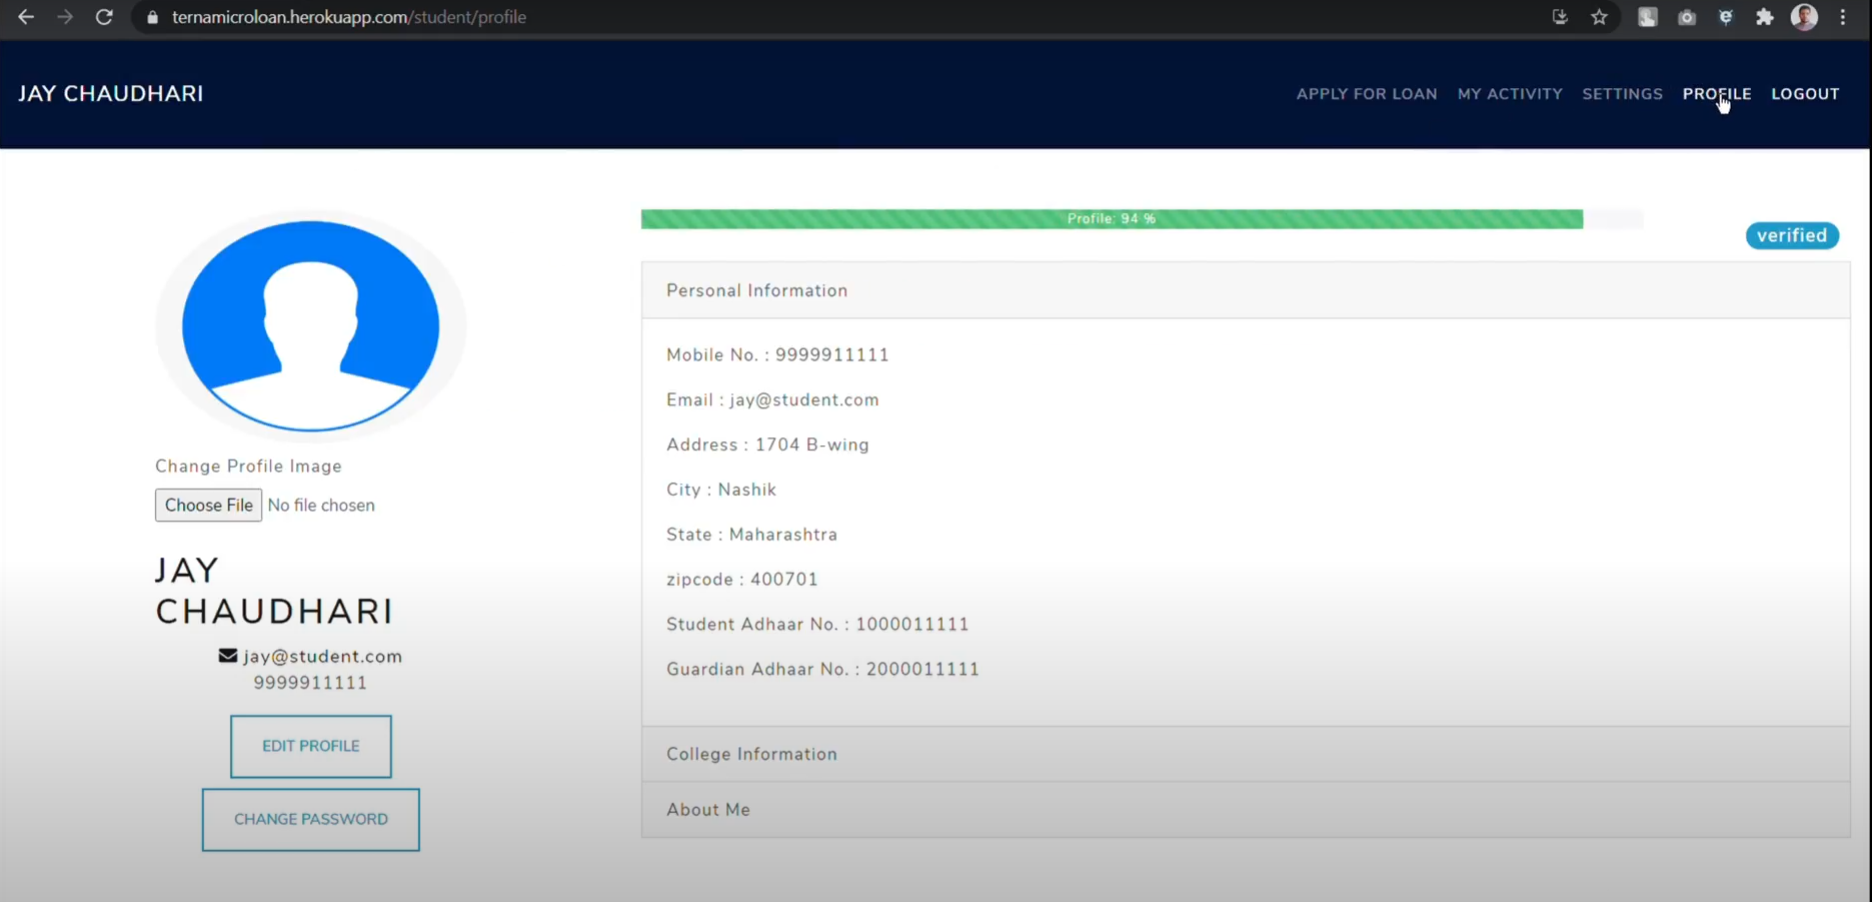 ternamicroloan.herokuapp.com/student/profile
JAY CHAUDHARI
APPLY FOR LOAN MY ACTIVITY SETTINGS PROFILE LOGOUT
Profile: 94 %
verified
Personal Information
Mobile No. : 9999911111
Email : jay@student.com
Address : 1704 B-wing
City : Nashik
State : Maharashtra
zipcode : 400701
Student Adhaar No. : 1000011111
Guardian Adhaar No. : 2000011111
College Information
About Me
Change Profile Image
Choose File No file chosen
JAY
CHAUDHARI
jay@student.com
9999911111
EDIT PROFILE
CHANGE PASSWORD